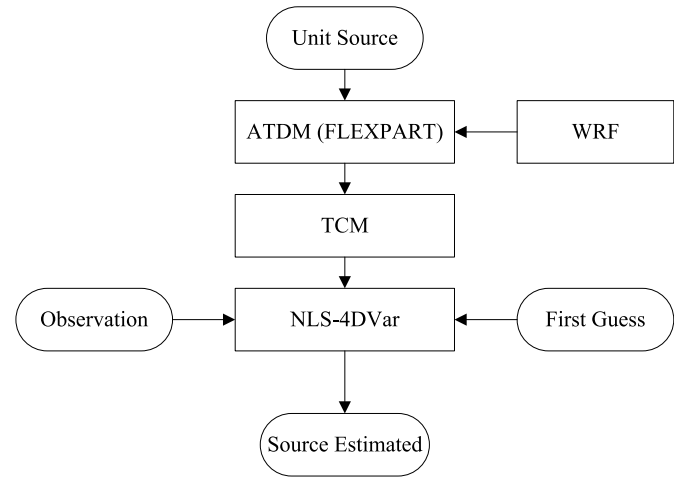 Unit Source
ATDM (FLEXPART)
WRF
TCM
Observation
NLS-4DVar
First Guess
Source Estimated